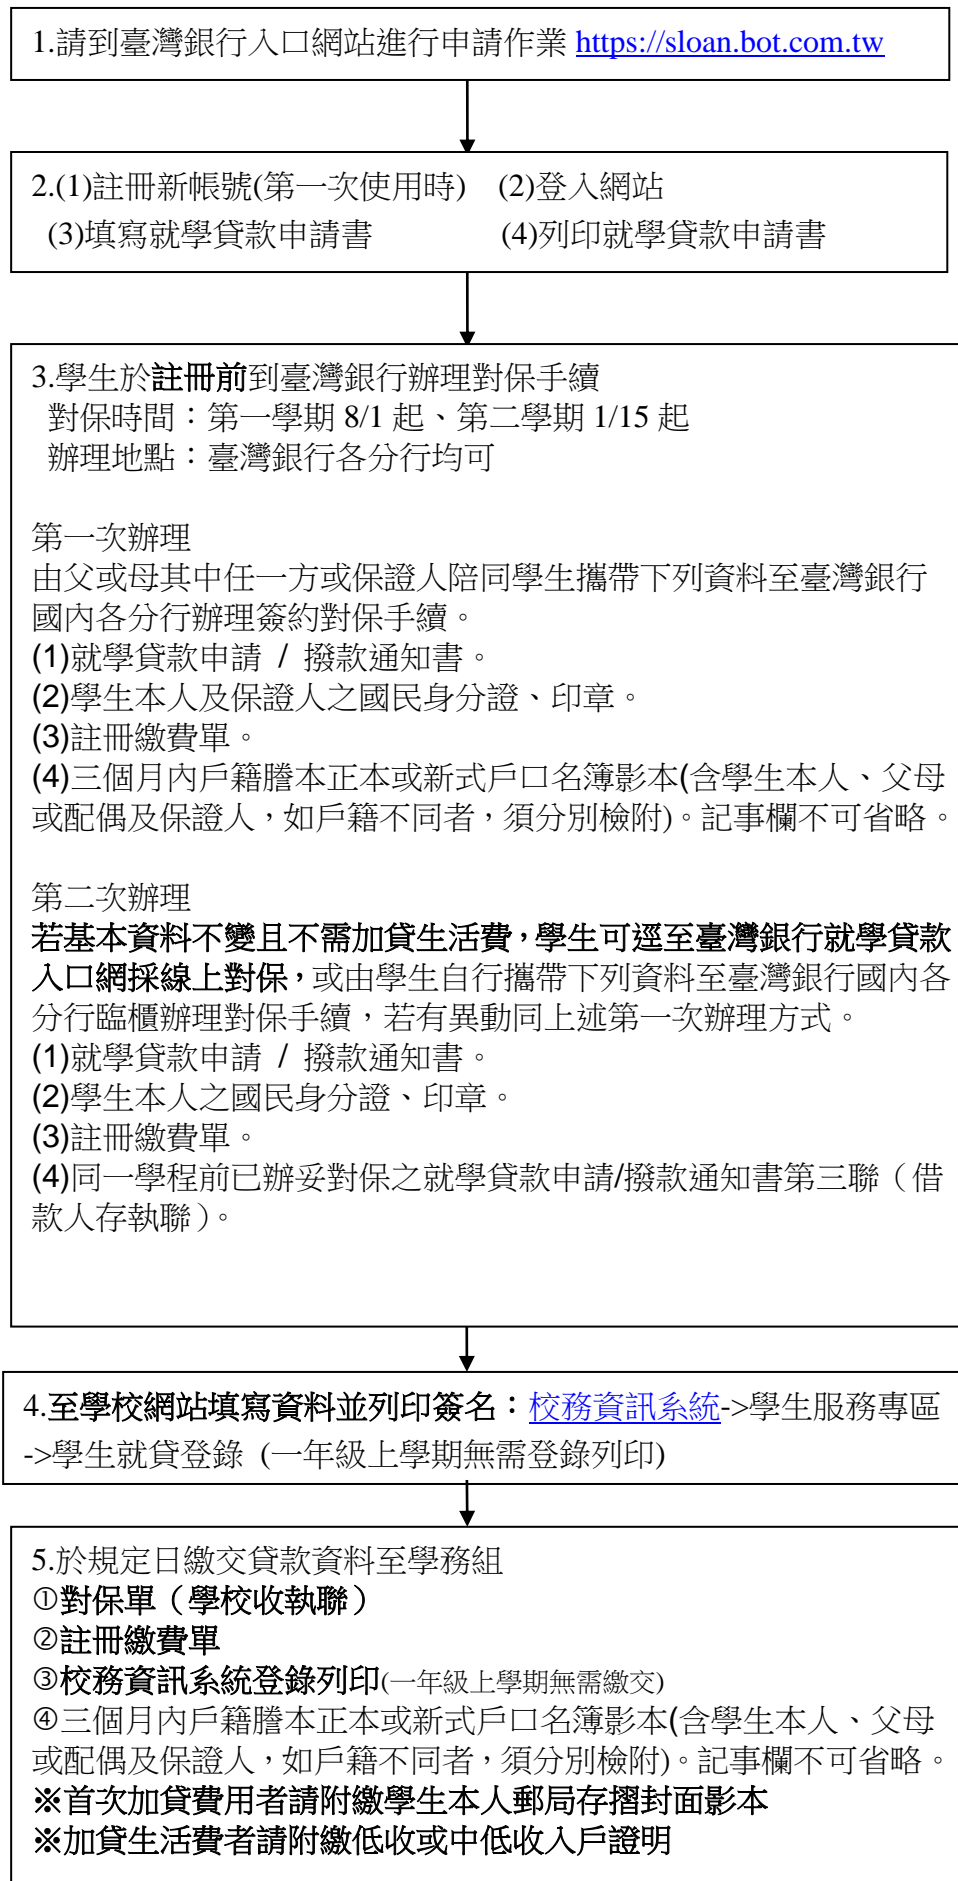 1.請到臺灣銀行入口網站進行申請作業 https://sloan.bot.com.tw
2.(1)註冊新帳號(第一次使用時) (2)登入網站
(3)填寫就學貸款申請書 (4)列印就學貸款申請書
3.學生於註冊前到臺灣銀行辦理對保手續
對保時間：第一學期 8/1 起、第二學期 1/15 起
辦理地點：臺灣銀行各分行均可
第一次辦理
由父或母其中任一方或保證人陪同學生攜帶下列資料至臺灣銀行
國內各分行辦理簽約對保手續。
(1)就學貸款申請 / 撥款通知書。
(2)學生本人及保證人之國民身分證、印章。
(3)註冊繳費單。
(4)三個月內戶籍謄本正本或新式戶口名簿影本(含學生本人、父母
或配偶及保證人，如戶籍不同者，須分別檢附)。記事欄不可省略。
第二次辦理
若基本資料不變且不需加貸生活費，學生可逕至臺灣銀行就學貸款
入口網採線上對保，或由學生自行攜帶下列資料至臺灣銀行國內各
分行臨櫃辦理對保手續，若有異動同上述第一次辦理方式。
(1)就學貸款申請 / 撥款通知書。
(2)學生本人之國民身分證、印章。
(3)註冊繳費單。
(4)同一學程前已辦妥對保之就學貸款申請/撥款通知書第三聯（借
款人存執聯）。
4.至學校網站填寫資料並列印簽名：校務資訊系統->學生服務專區
->學生就貸登錄 (一年級上學期無需登錄列印)
5.於規定日繳交貸款資料至學務組
①對保單（學校收執聯）
②註冊繳費單
③校務資訊系統登錄列印(一年級上學期無需繳交)
④三個月內戶籍謄本正本或新式戶口名簿影本(含學生本人、父母
或配偶及保證人，如戶籍不同者，須分別檢附)。記事欄不可省略。
※首次加貸費用者請附繳學生本人郵局存摺封面影本
※加貸生活費者請附繳低收或中低收入戶證明